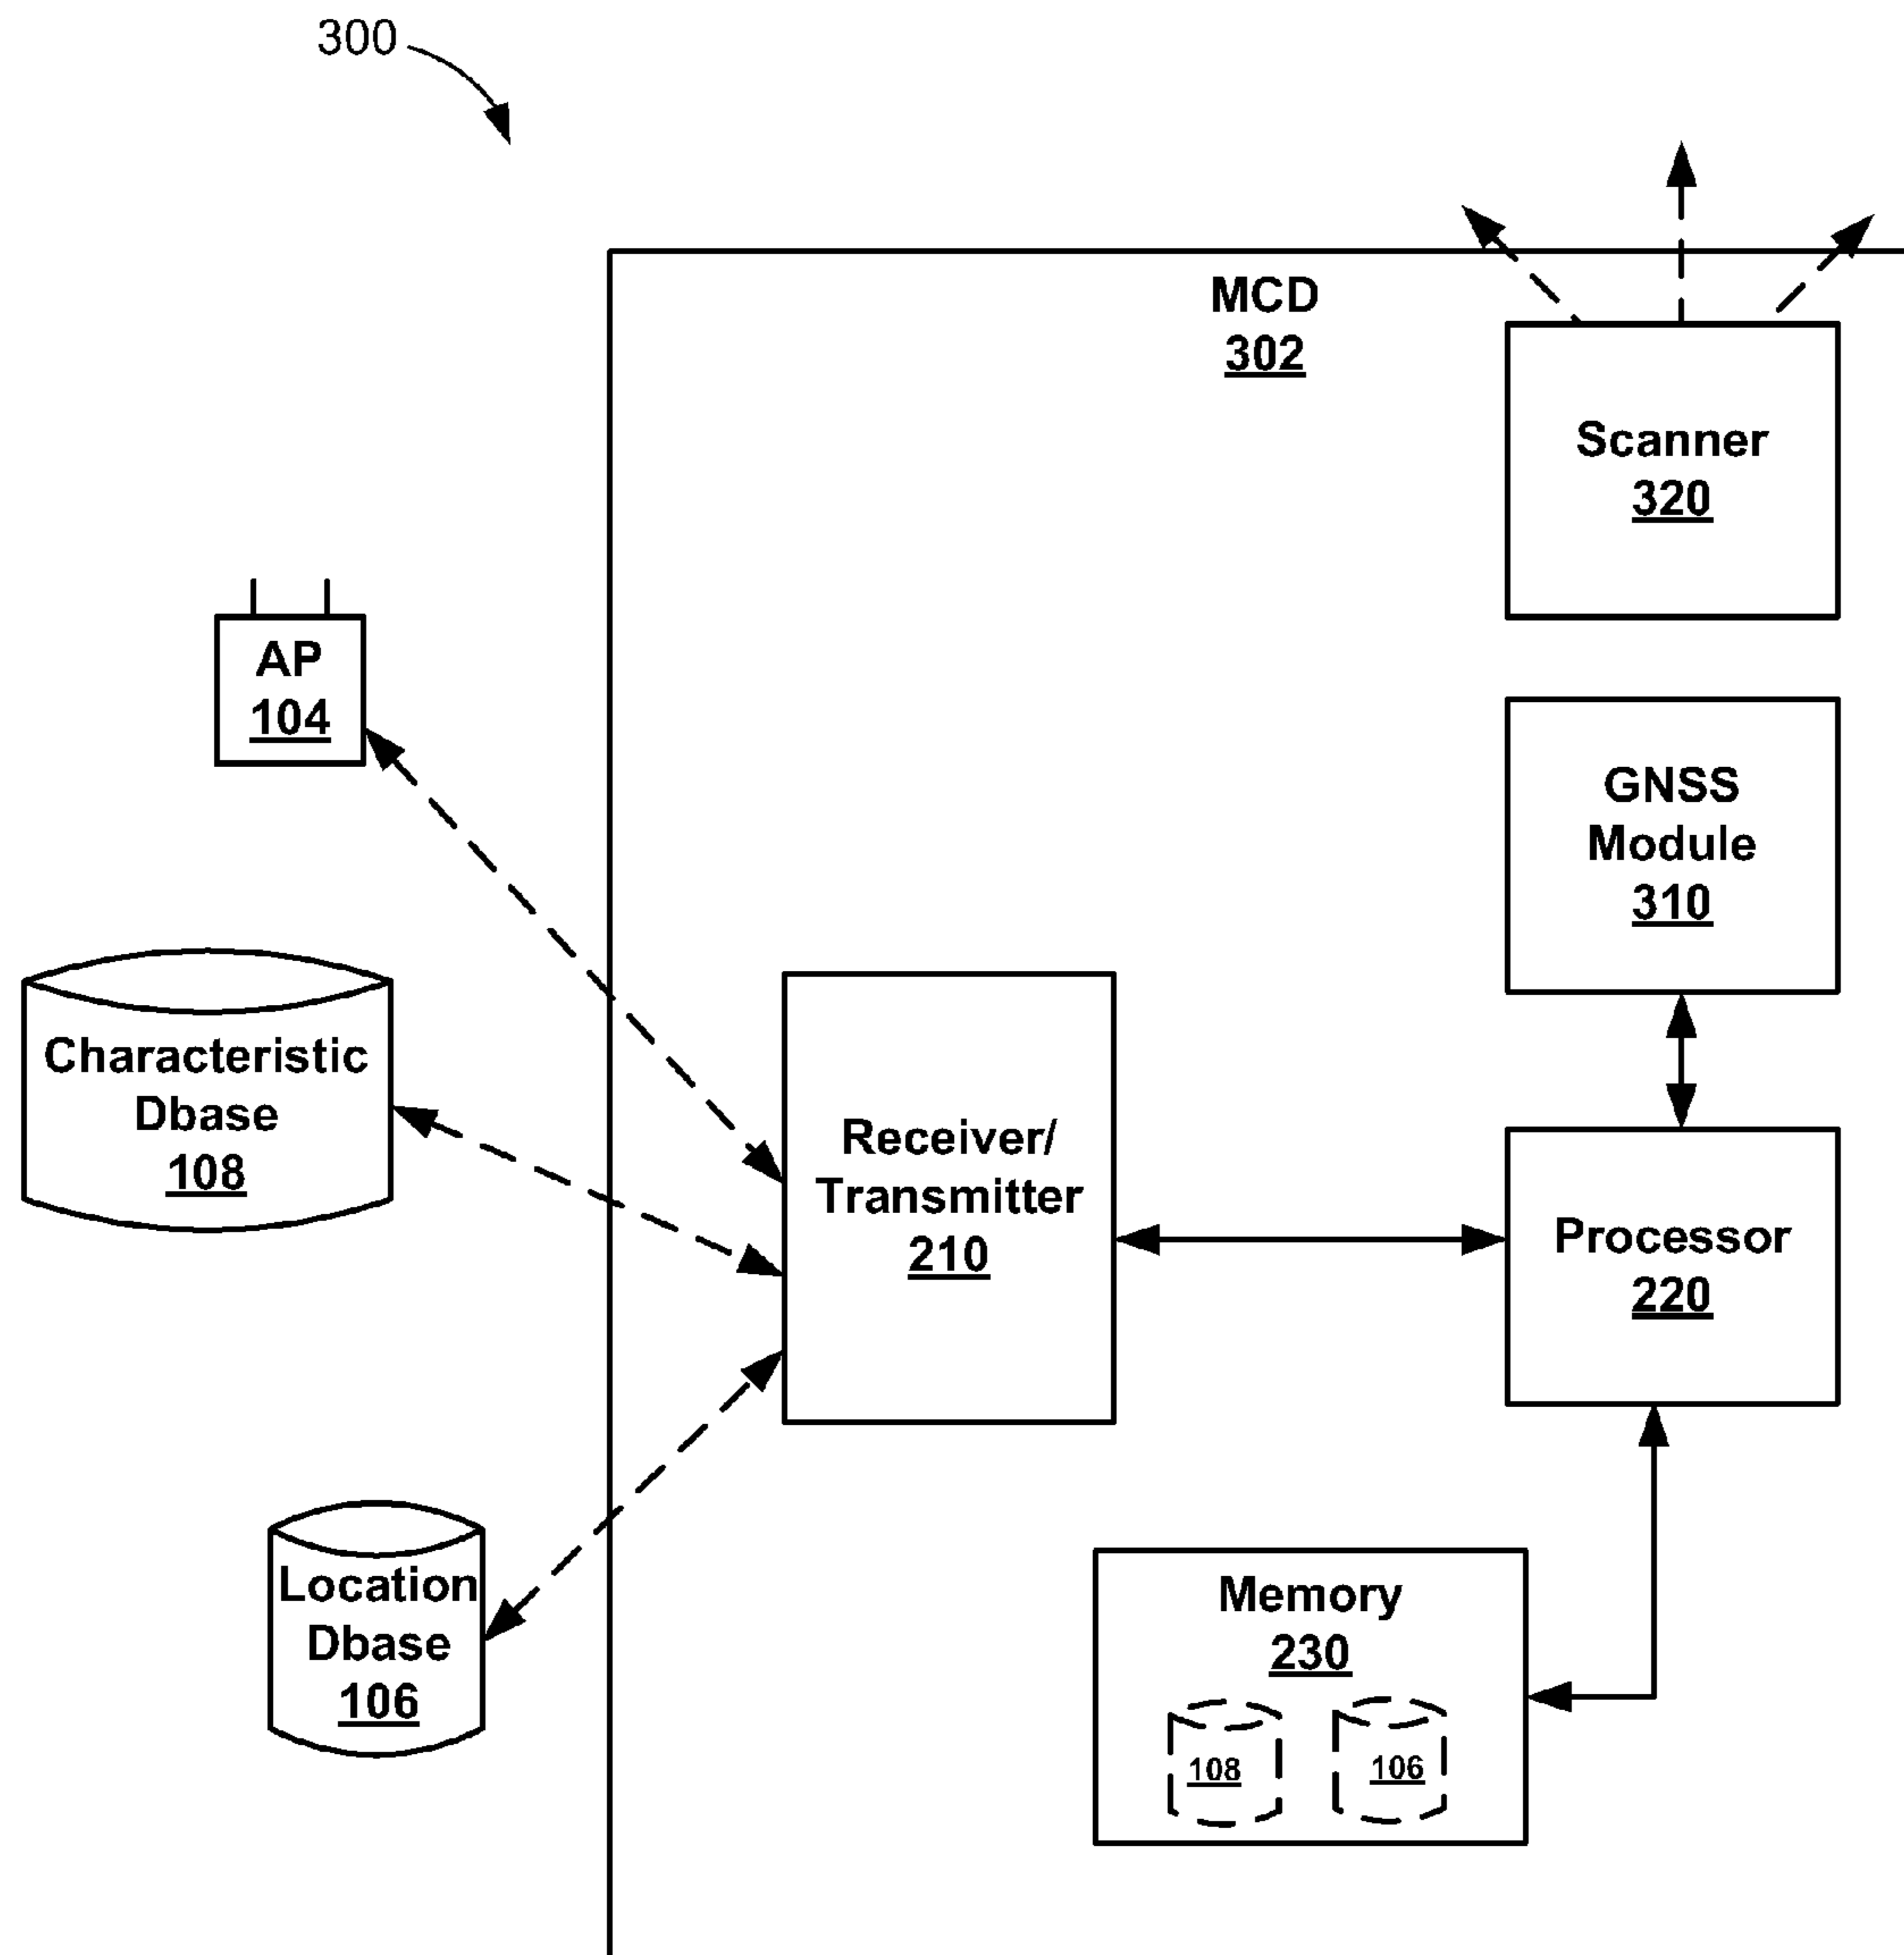 300
MCD
302
Scanner
320
AP
104
GNSS
Module
310
Characteristic
Dbase
108
Receiver/
Transmitter
210
Processor
220
Location
Dbase
106
Memory
230
108
106